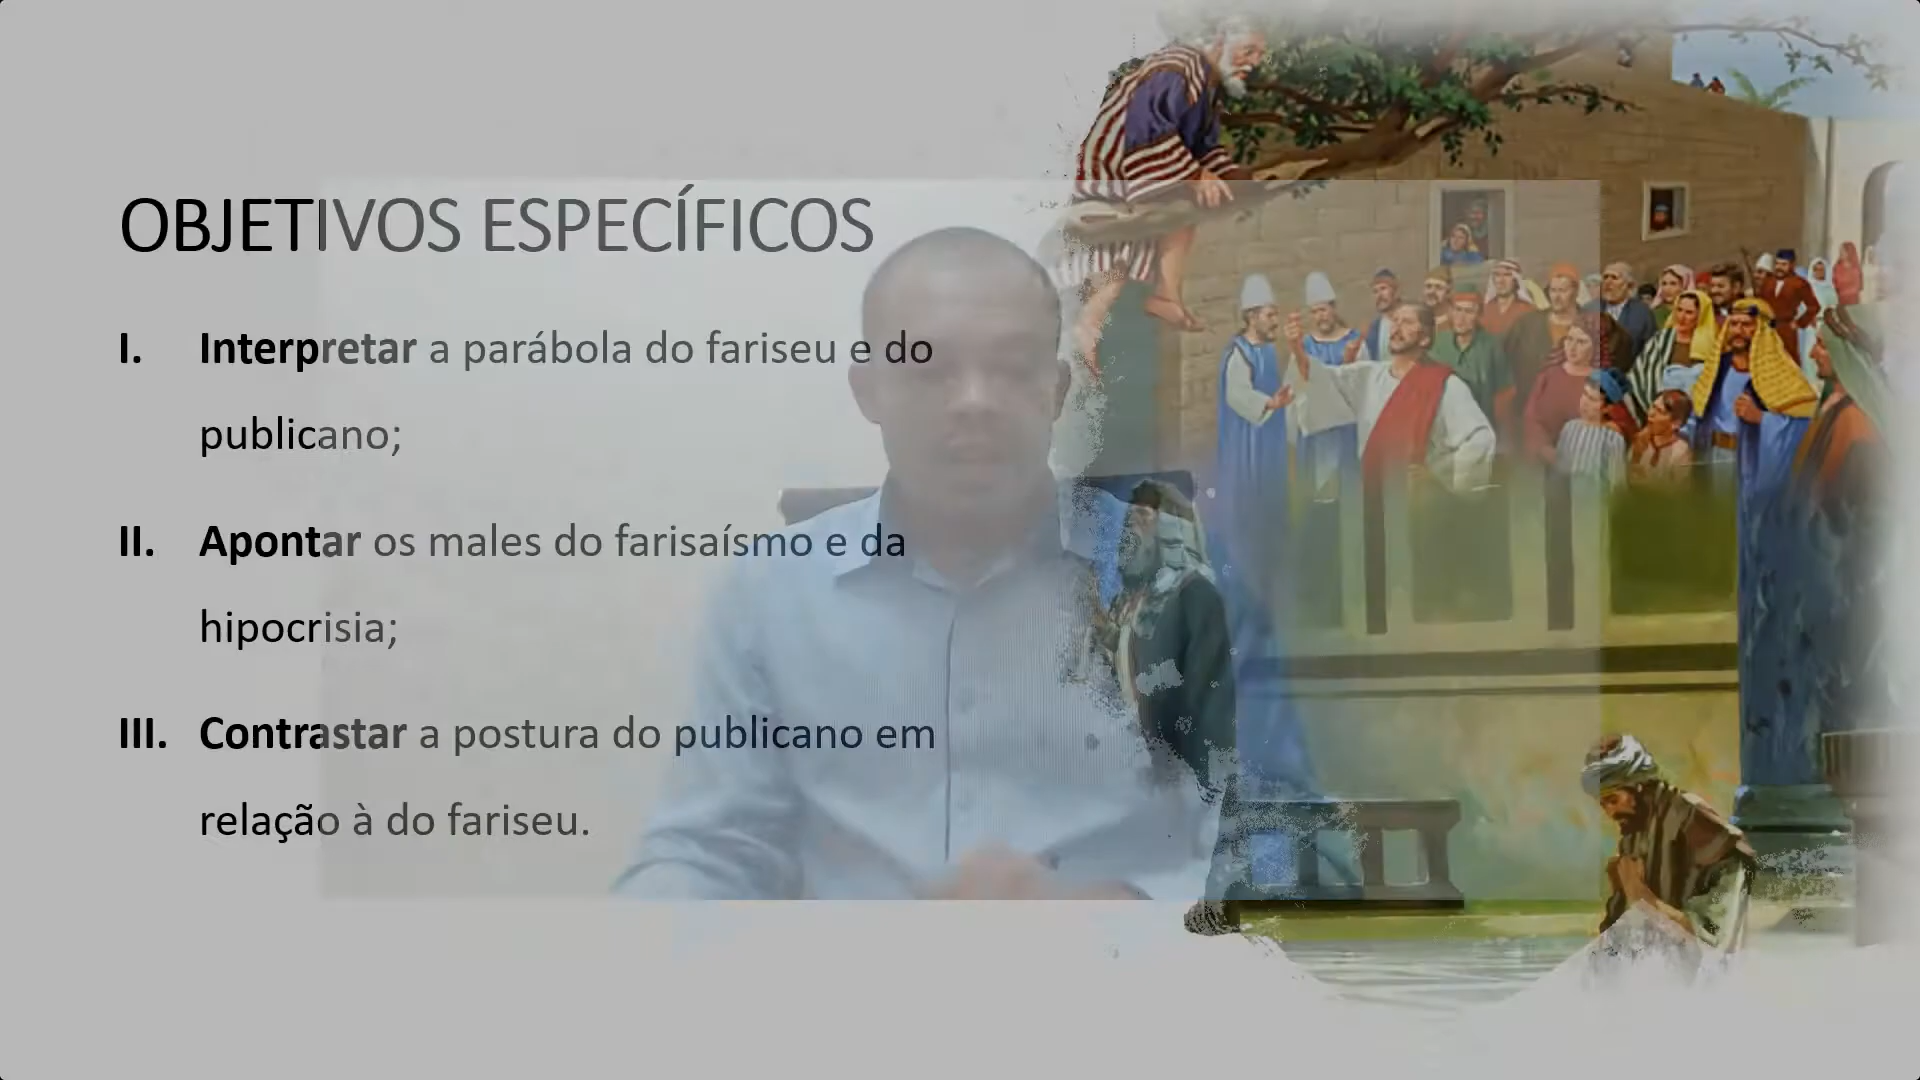 OBJETIVOS ESPECÍFICOS
I. Interpretar a parábola do fariseu e do
publicano;
II. Apontar os males do farisaísmo e da
hipocrisia;
III. Contrastar a postura do publicano em
relação à do fariseu.